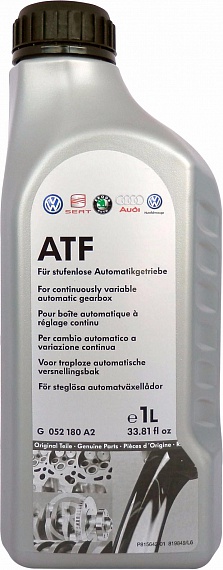 SEAT
Audi
Nutzfahrzeuge
ATF
Für stufenlose Automatikgetriebe
For continuously variable
automatic gearbox
Pour boîte automatique à
réglage continu
Per cambio automatico a
variazione continua
Voor traploze automatische
versnellingsbak
För steglösa automatväxellådor
℮ 1L
G 052 180 A2 33.81 fl oz
Original Teile · Genuine Parts · Pièces d'Origine · R